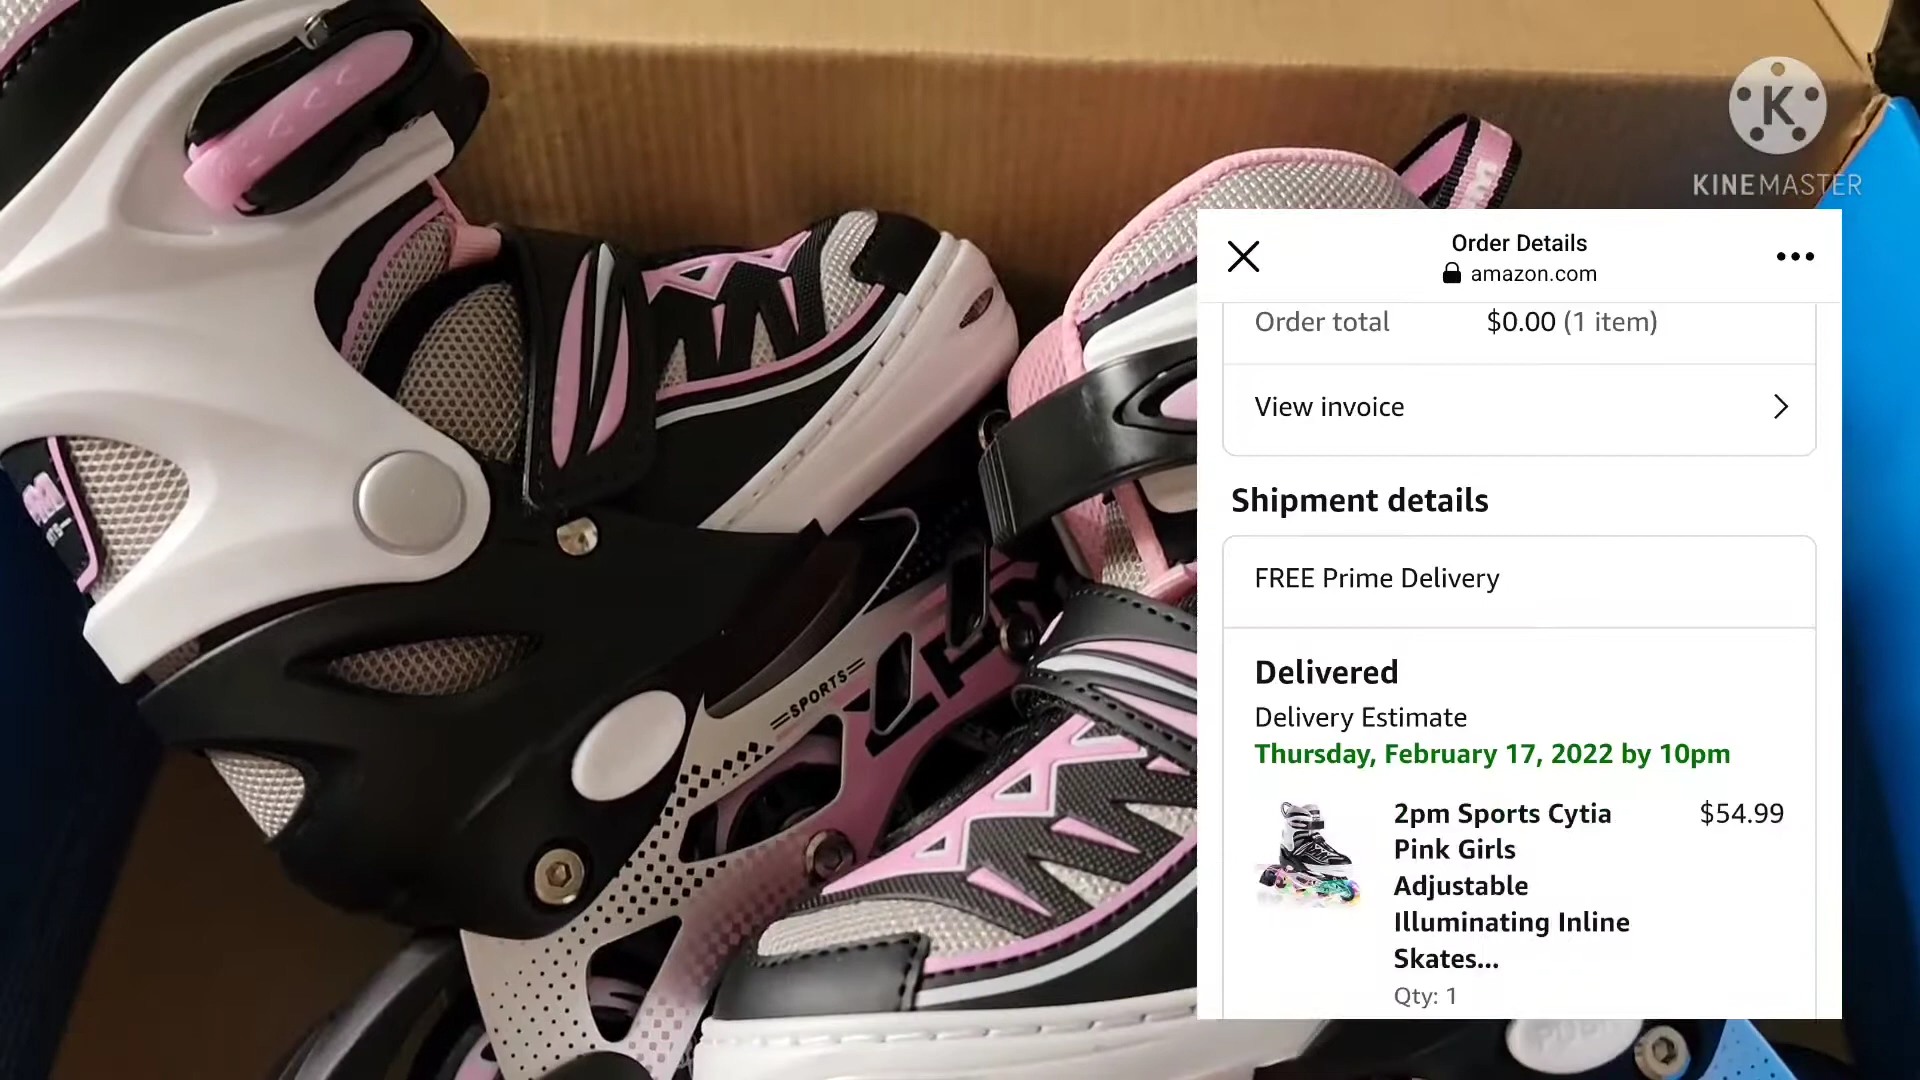 K
KINEMASTER
Order Details
amazon.com
Order total $0.00 (1 item)
View invoice
Shipment details
FREE Prime Delivery
Delivered
Delivery Estimate
Thursday, February 17, 2022 by 10pm
2pm Sports Cytia $54.99
Pink Girls
Adjustable
Illuminating Inline
Skates...
Qty: 1
SPORTS